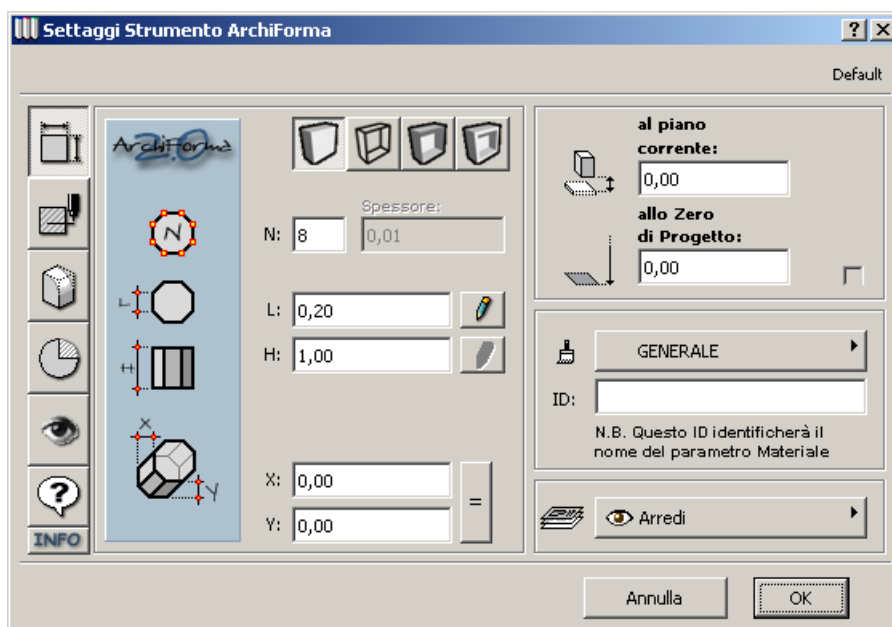 Settaggi Strumento ArchiForma
Default
ArchiForma
2.0
N
L
H
X
Y
INFO
Spessore:
N: 8
0,01
L: 0,20
H: 1,00
X: 0,00
=
Y: 0,00
al piano
corrente:
0,00
allo Zero
di Progetto:
0,00
GENERALE
ID:
N.B. Questo ID identificherà il
nome del parametro Materiale
Arredi
Annulla
OK